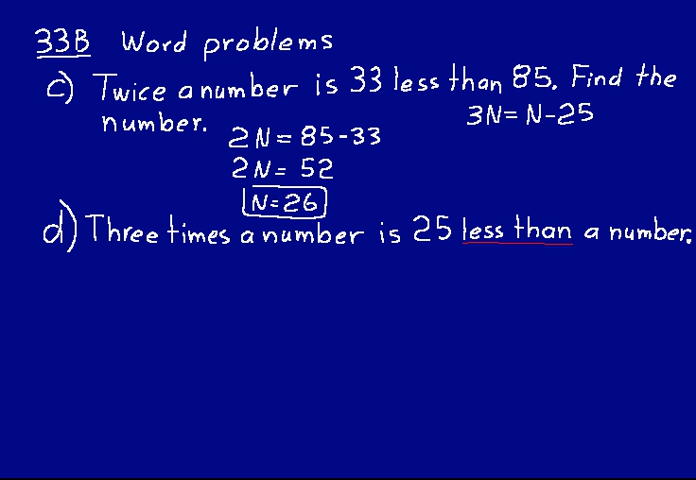 33B Word problems
c) Twice a number is 33 less than 85. Find the
number.
3N = N-25
2N = 85-33
2N = 52
N = 26
d) Three times a number is 25 less than a number.